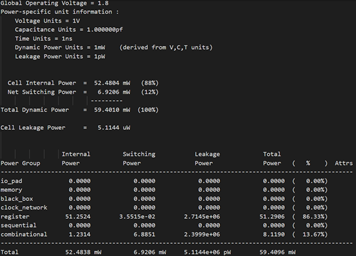 Global Operating Voltage = 1.8
Power-specific unit information :
Voltage Units = 1V
Capacitance Units = 1.000000pf
Time Units = 1ns
Dynamic Power Units = 1mW (derived from V,C,T units)
Leakage Power Units = 1pW
Cell Internal Power = 52.4804 mW (88%)
Net Switching Power = 6.9206 mW (12%)
---------
Total Dynamic Power = 59.4010 mW (100%)
Cell Leakage Power = 5.1144 uW
Internal Switching Leakage Total
Power Group Power Power Power Power ( % ) Attrs
--------------------------------------------------------------------------------
io_pad 0.0000 0.0000 0.0000 0.0000 ( 0.00%)
memory 0.0000 0.0000 0.0000 0.0000 ( 0.00%)
black_box 0.0000 0.0000 0.0000 0.0000 ( 0.00%)
clock_network 0.0000 0.0000 0.0000 0.0000 ( 0.00%)
register 51.2524 3.5515e-02 2.7145e+06 51.2906 ( 86.33%)
sequential 0.0000 0.0000 0.0000 0.0000 ( 0.00%)
combinational 1.2314 6.8851 2.3999e+06 8.1190 ( 13.67%)
--------------------------------------------------------------------------------
Total 52.4838 mW 6.9206 mW 5.1144e+06 pW 59.4096 mW